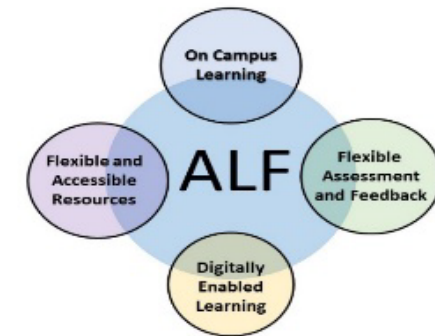 On Campus
Learning
Flexible and
Accessible
Resources
ALF
Flexible
Assessment
and Feedback
Digitally
Enabled
Learning